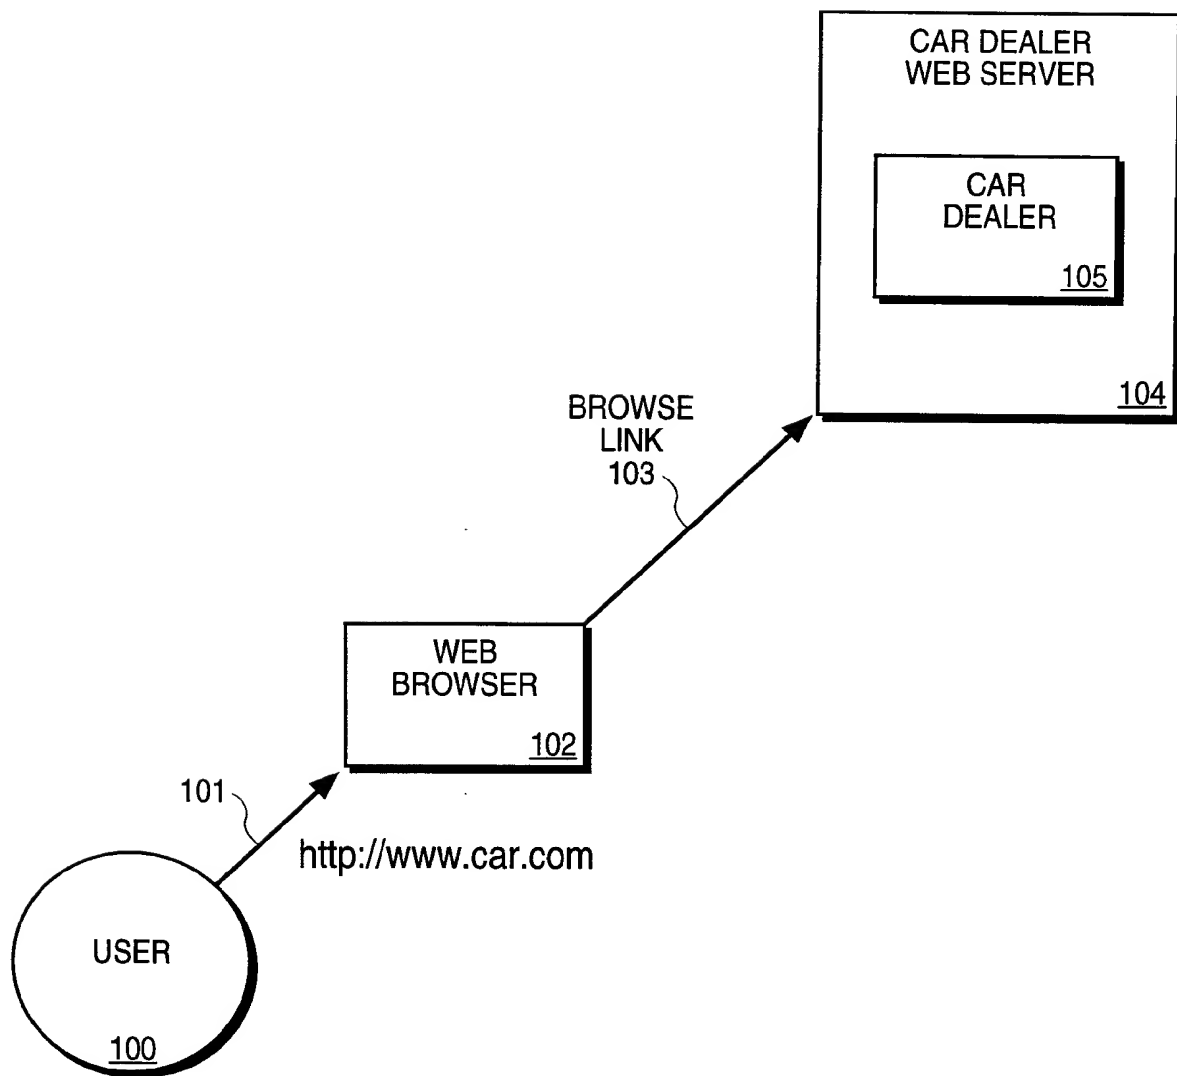 CAR DEALER
WEB SERVER
CAR
DEALER
105
104
BROWSE
LINK
103
WEB
BROWSER
102
101
http://www.car.com
USER
100